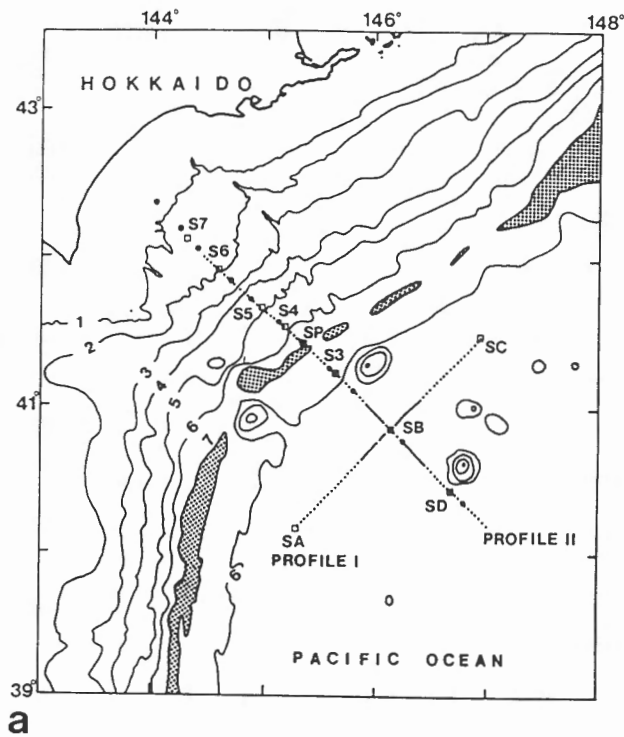 144° 146° 148°
HOKKAIDO
43°
S7
S6
S5 S4
SP
S3
1
2
3
4
5
6
7
SC
41°
SB
SD
SA
PROFILE I
PROFILE II
6
PACIFIC OCEAN
39°
a